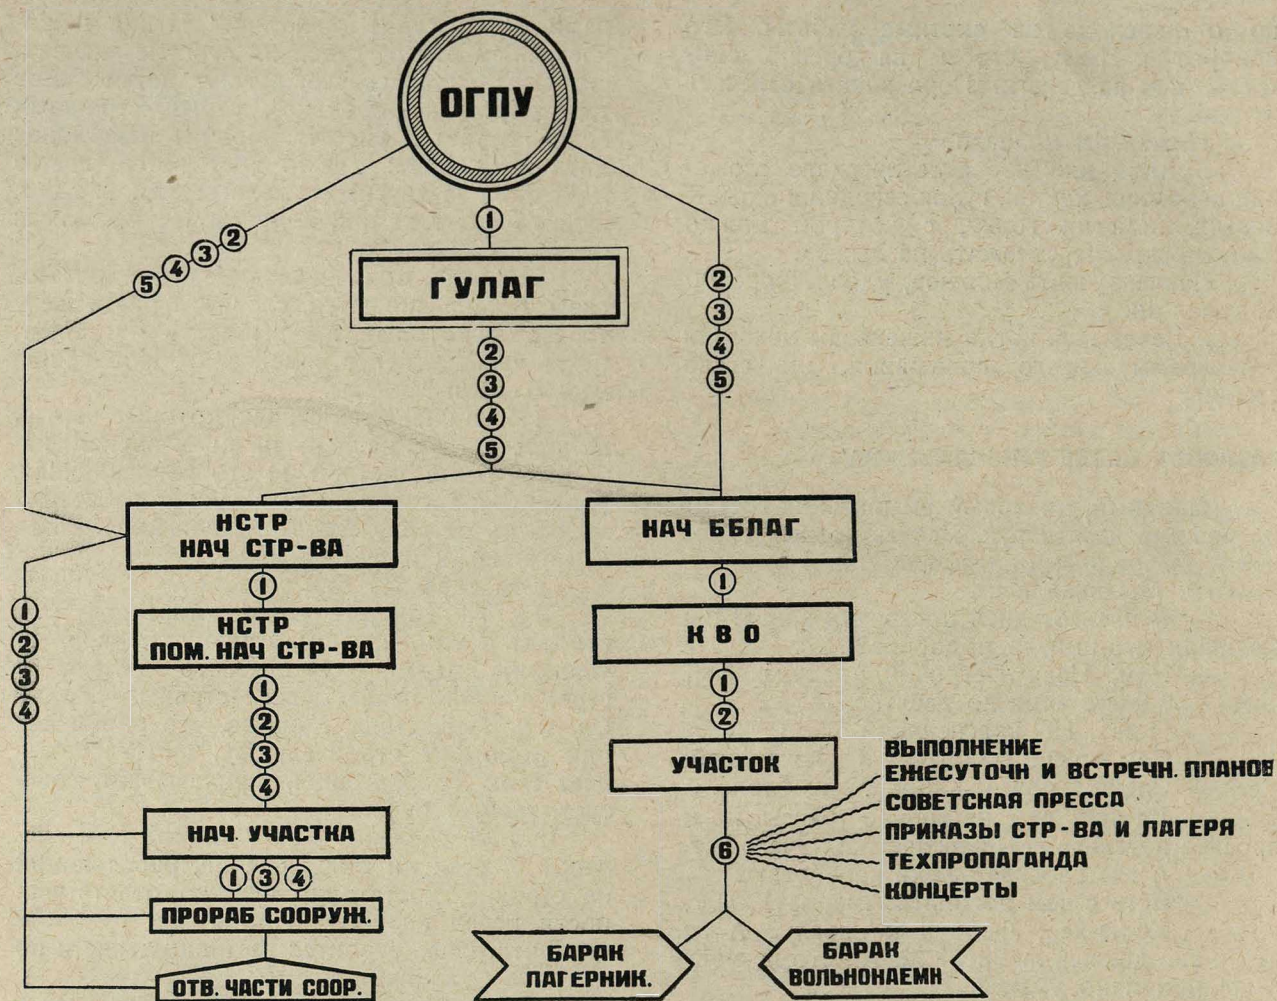 ОГПУ
1
5 4 3 2
ГУЛАГ
2
3
4
5
2
3
4
5
НСТР
НАЧ СТР-ВА
НАЧ ББЛАГ
1
1
НСТР
ПОМ. НАЧ СТР-ВА
К В О
1
2
3
4
1
2
3
4
1
2
УЧАСТОК
НАЧ. УЧАСТКА
1 3 4
ПРОРАБ СООРУЖ.
ОТВ. ЧАСТИ СООР.
6
ВЫПОЛНЕНИЕ
ЕЖЕСУТОЧН И ВСТРЕЧН. ПЛАНОВ
СОВЕТСКАЯ ПРЕССА
ПРИКАЗЫ СТР-ВА И ЛАГЕРЯ
ТЕХПРОПАГАНДА
КОНЦЕРТЫ
БАРАК
ЛАГЕРНИК.
БАРАК
ВОЛЬНОНАЕМН